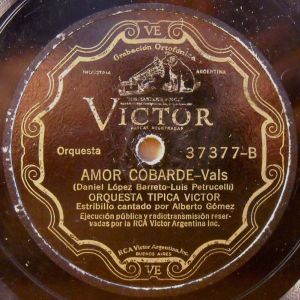 VE
Grabación Ortofónica
INDUSTRIA ARGENTINA
"HIS MASTER'S VOICE"
VICTOR
MARCAS REGISTRADAS
Orquesta 37377-B
AMOR COBARDE-Vals
(Daniel López Barreto-Luis Petrucelli)
ORQUESTA TIPICA VICTOR
Estribillo cantado por Alberto Gómez
Ejecución pública y radiotransmisión reser-
vadas por la RCA Victor Argentina Inc.
RCA Victor Argentina, Inc.
BUENOS AIRES
VE